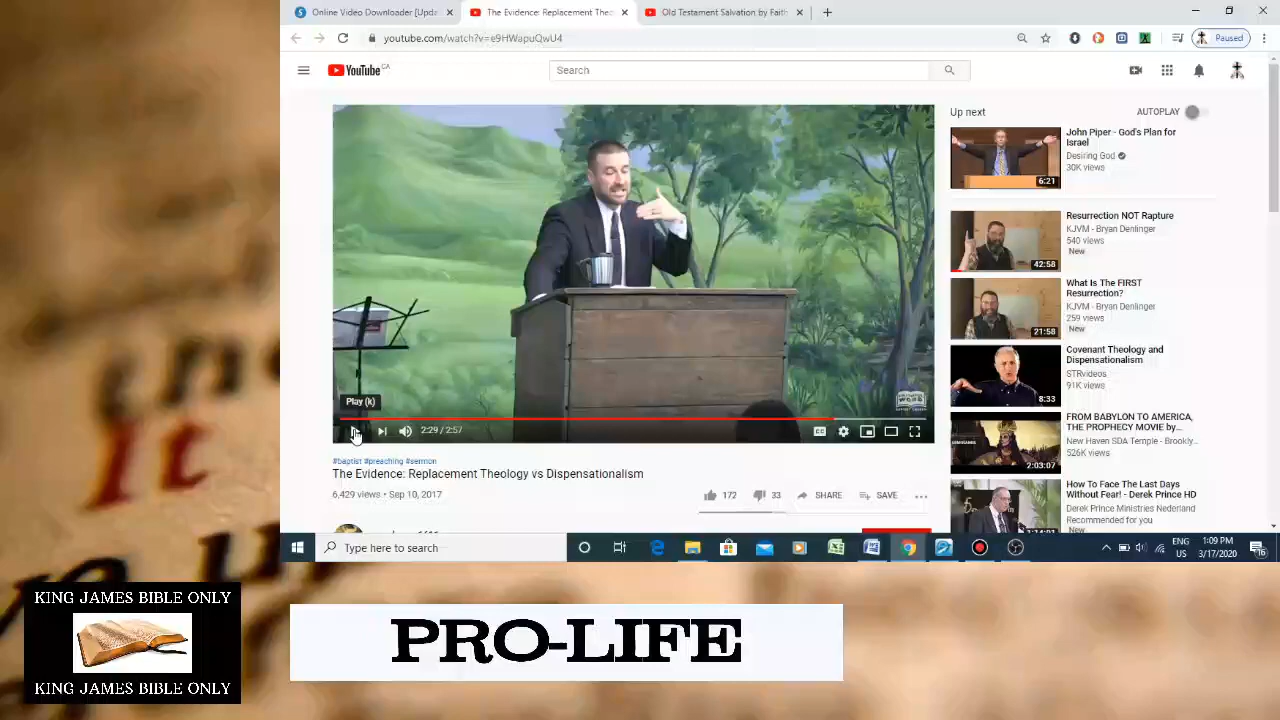 Online Video Downloader [Upda
The Evidence: Replacement Theo
Old Testament Salvation by Faith
youtube.com/watch?v=e9HWapuQwU4
Paused
YouTube CA
Search
Up next
AUTOPLAY
John Piper - God's Plan for
Israel
Desiring God
30K views
6:21
Resurrection NOT Rapture
KJVM - Bryan Denlinger
540 views
New
42:58
What Is The FIRST
Resurrection?
KJVM - Bryan Denlinger
259 views
New
21:58
Covenant Theology and
Dispensationalism
STRvideos
91K views
8:33
FROM BABYLON TO AMERICA,
THE PROPHECY MOVIE by...
New Haven SDA Temple - Brookly...
526K views
2:03:07
How To Face The Last Days
Without Fear! - Derek Prince HD
Derek Prince Ministries Nederland
Recommended for you
New
Play (k)
2:29 / 2:57
#baptist #preaching #sermon
The Evidence: Replacement Theology vs Dispensationalism
6,429 views • Sep 10, 2017
172
33
SHARE
SAVE
Type here to search
ENG
US
1:09 PM
3/17/2020
16
It
KING JAMES BIBLE ONLY
KING JAMES BIBLE ONLY
PRO-LIFE